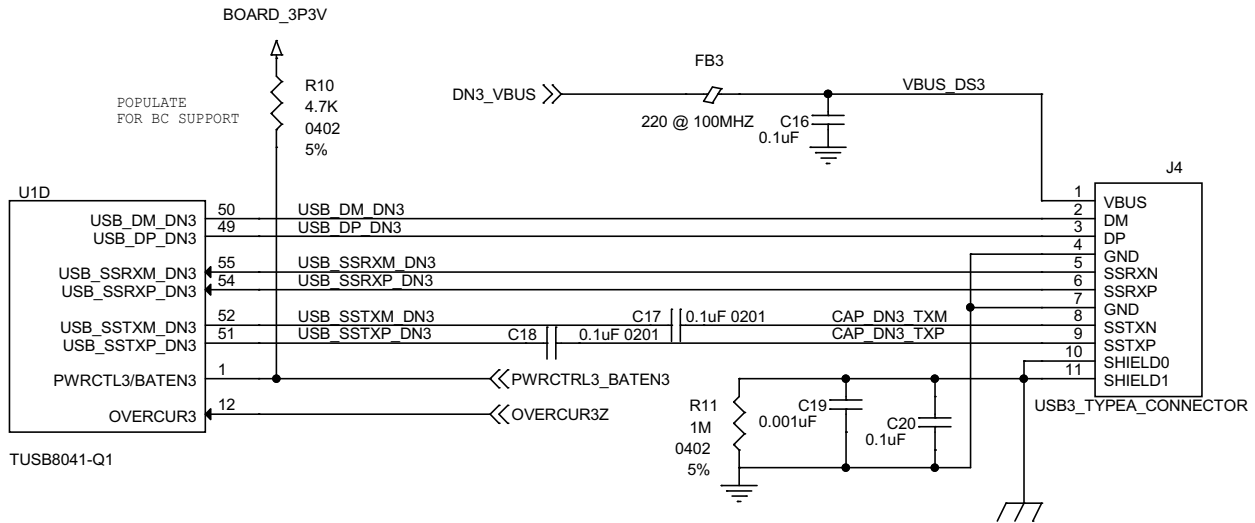 BOARD_3P3V
R10
4.7K
0402
5%
POPULATE
FOR BC SUPPORT
FB3
DN3_VBUS
220 @ 100MHZ
VBUS_DS3
C16
0.1uF
J4
U1D
USB_DM_DN3
50
USB_DM_DN3
USB_DP_DN3
49
USB_DP_DN3
USB_SSRXM_DN3
55
USB_SSRXM_DN3
USB_SSRXP_DN3
54
USB_SSRXP_DN3
USB_SSTXM_DN3
52
USB_SSTXM_DN3
C17
0.1uF 0201
CAP_DN3_TXM
USB_SSTXP_DN3
51
USB_SSTXP_DN3
C18
0.1uF 0201
CAP_DN3_TXP
PWRCTL3/BATEN3
1
PWRCTRL3_BATEN3
OVERCUR3
12
OVERCUR3Z
TUSB8041-Q1
1
VBUS
2
DM
3
DP
4
GND
5
SSRXN
6
SSRXP
7
GND
8
SSTXN
9
SSTXP
10
SHIELD0
11
SHIELD1
USB3_TYPEA_CONNECTOR
R11
1M
0402
5%
C19
0.001uF
C20
0.1uF